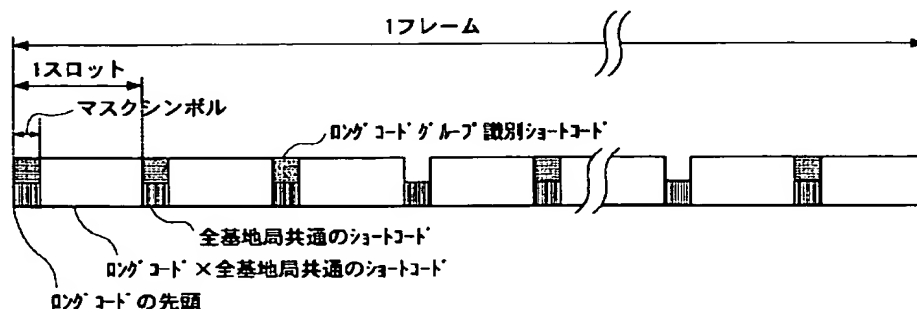 1フレーム
1スロット
マスクシンボル
ロングコードグループ識別ショートコード
全基地局共通のショートコード
ロングコード×全基地局共通のショートコード
ロングコードの先頭